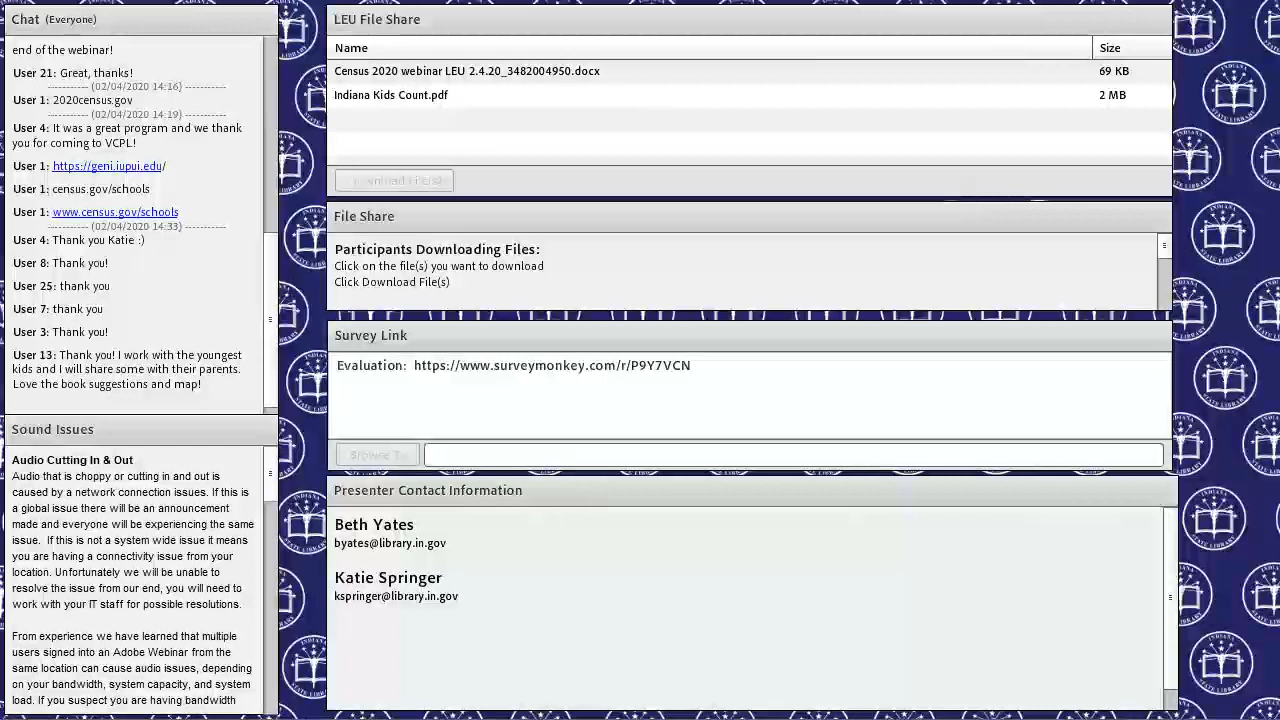 Chat (Everyone)
end of the webinar!
User 21: Great, thanks!
----------- (02/04/2020 14:16) -----------
User 1: 2020census.gov
----------- (02/04/2020 14:19) -----------
User 4: It was a great program and we thank
you for coming to VCPL!
User 1: https://geni.iupui.edu/
User 1: census.gov/schools
User 1: www.census.gov/schools
----------- (02/04/2020 14:33) -----------
User 4: Thank you Katie :)
User 8: Thank you!
User 25: thank you
User 7: thank you
User 3: Thank you!
User 13: Thank you! I work with the youngest
kids and I will share some with their parents.
Love the book suggestions and map!
Sound Issues
Audio Cutting In & Out
Audio that is choppy or cutting in and out is
caused by a network connection issues. If this is
a global issue there will be an announcement
made and everyone will be experiencing the same
issue.  If this is not a system wide issue it means
you are having a connectivity issue from your
location. Unfortunately we will be unable to
resolve the issue from our end, you will need to
work with your IT staff for possible resolutions.
From experience we have learned that multiple
users signed into an Adobe Webinar from the
same location can cause audio issues, depending
on your bandwidth, system capacity, and system
load. If you suspect you are having bandwidth
LEU File Share
Name Size
Census 2020 webinar LEU 2.4.20_3482004950.docx 69 KB
Indiana Kids Count.pdf 2 MB
Download File(s)
File Share
Participants Downloading Files:
Click on the file(s) you want to download
Click Download File(s)
Survey Link
Evaluation:  https://www.surveymonkey.com/r/P9Y7VCN
Browse To
Presenter Contact Information
Beth Yates
byates@library.in.gov
Katie Springer
kspringer@library.in.gov
INDIANA
STATE LIBRARY